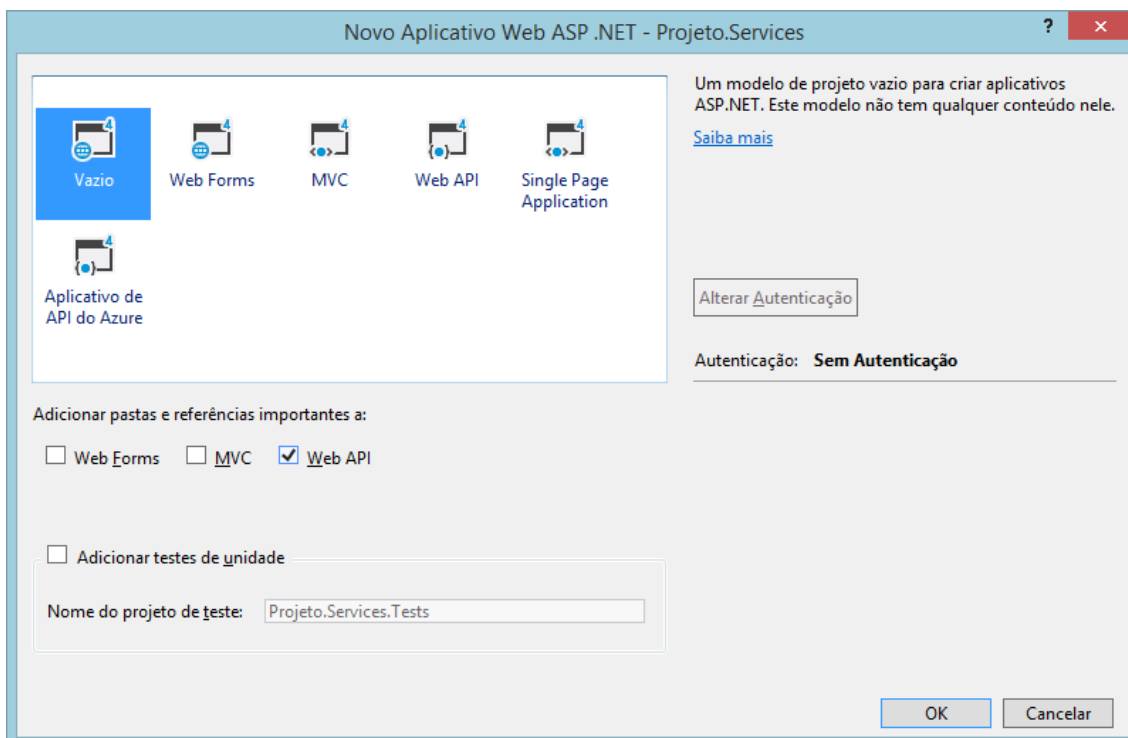 Novo Aplicativo Web ASP .NET - Projeto.Services
?
Vazio
Web Forms
MVC
Web API
Single Page
Application
Aplicativo de
API do Azure
Um modelo de projeto vazio para criar aplicativos
ASP.NET. Este modelo não tem qualquer conteúdo nele.
Saiba mais
Alterar Autenticação
Autenticação: Sem Autenticação
Adicionar pastas e referências importantes a:
Web Forms MVC Web API
Adicionar testes de unidade
Nome do projeto de teste: Projeto.Services.Tests
OK Cancelar